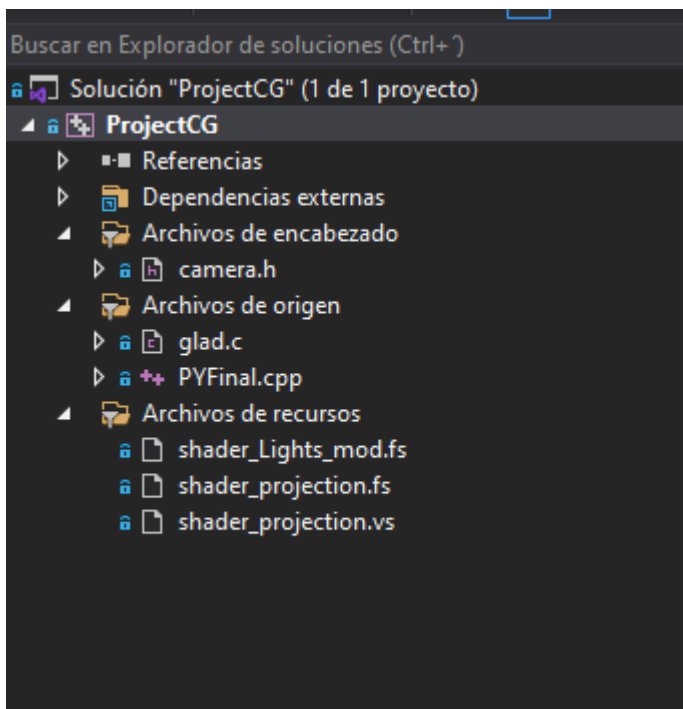 Buscar en Explorador de soluciones (Ctrl+´)
Solución "ProjectCG" (1 de 1 proyecto)
ProjectCG
Referencias
Dependencias externas
Archivos de encabezado
camera.h
Archivos de origen
glad.c
PYFinal.cpp
Archivos de recursos
shader_Lights_mod.fs
shader_projection.fs
shader_projection.vs